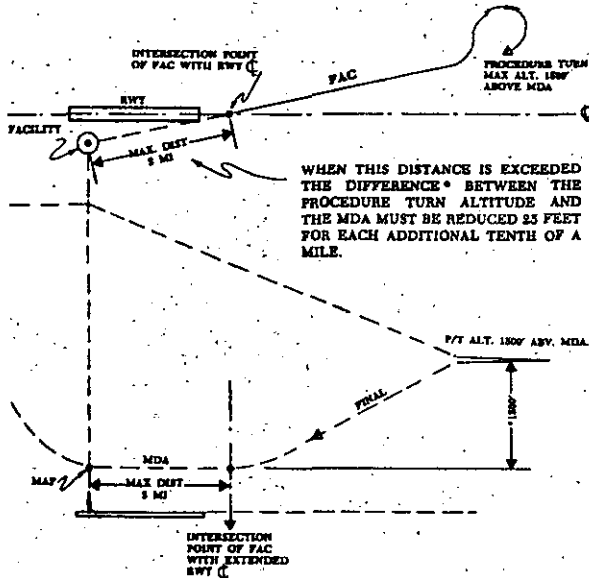 INTERSECTION POINT
OF FAC WITH RWY ℄
PROCEDURE TURN
MAX ALT. 1500'
ABOVE MDA
FAC
RWY
℄
FACILITY
MAX. DIST
3 MI
WHEN THIS DISTANCE IS EXCEEDED
THE DIFFERENCE* BETWEEN THE
PROCEDURE TURN ALTITUDE AND
THE MDA MUST BE REDUCED 25 FEET
FOR EACH ADDITIONAL TENTH OF A
MILE.
P/T ALT. 1500' ABV. MDA.
FINAL
*1500'
MDA
MAP
MAX DIST
3 MI
INTERSECTION
POINT OF FAC
WITH EXTENDED
RWY ℄